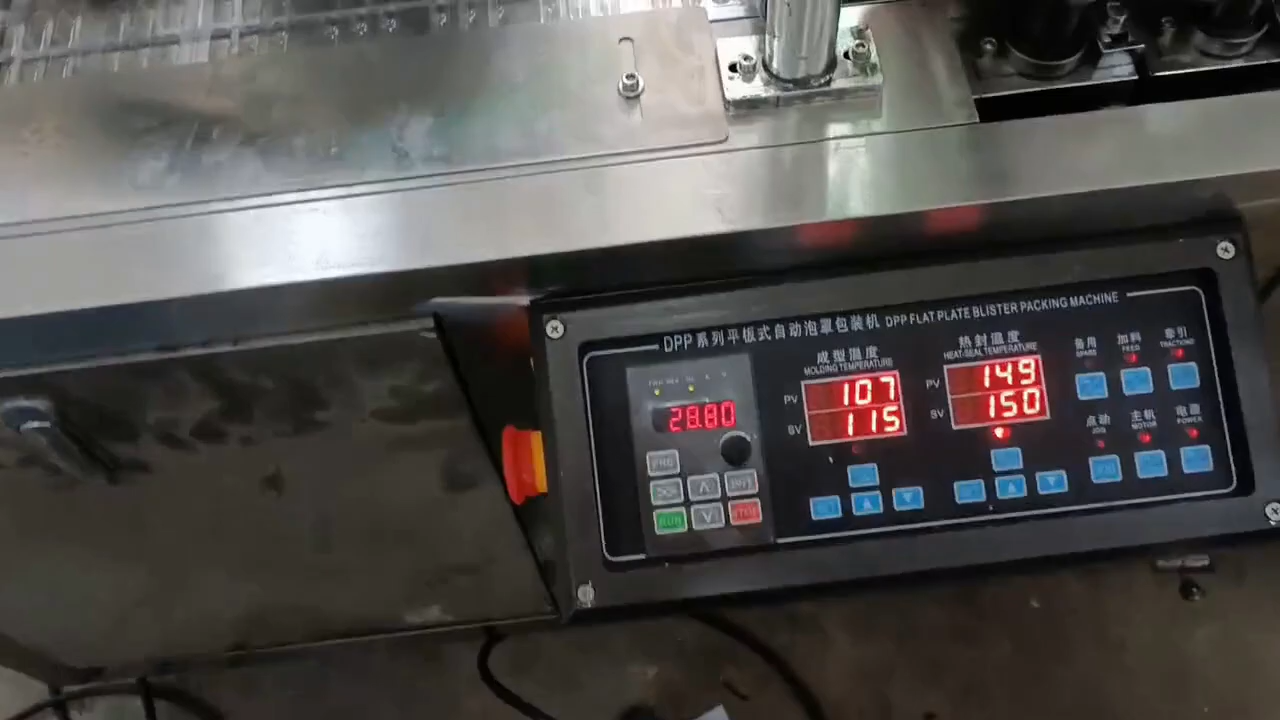 DPP系列平板式自动泡罩包装机 DPP FLAT PLATE BLISTER PACKING MACHINE
成型温度
MOLDING TEMPERATURE
PV 107
SV 115
热封温度
HEAT-SEAL TEMPERATURE
PV 149
SV 150
备用
SPARE
加料
FEED
牵引
TRACTIONG
点动
JOG
主机
MOTOR
电源
POWER
28.80
PRG
RUN
STOP